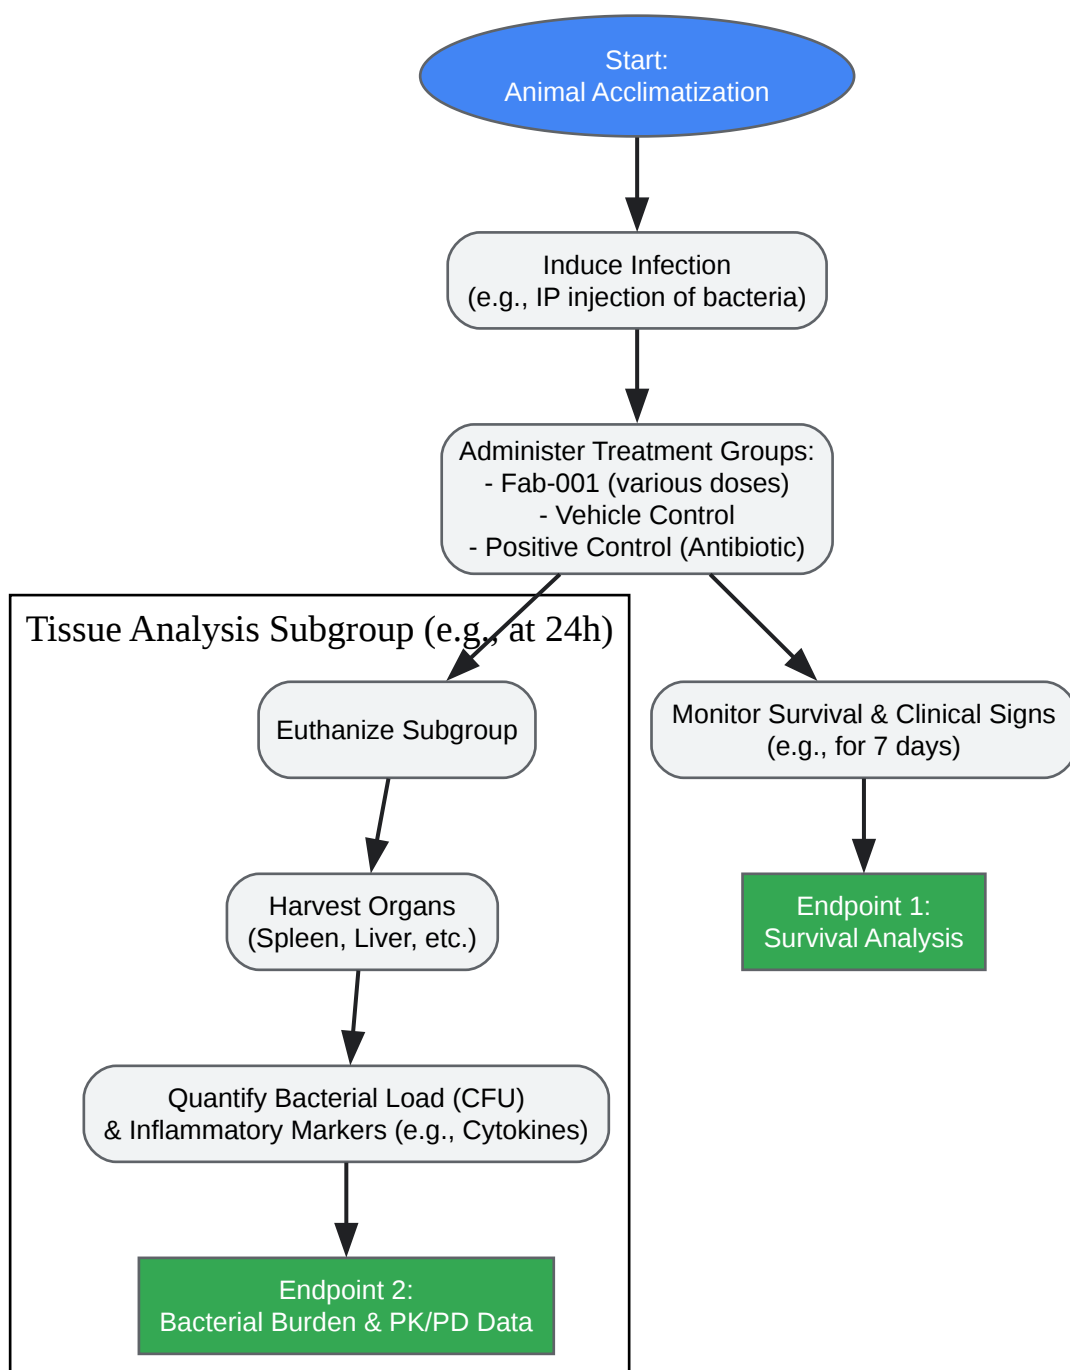 Start:
Animal Acclimatization
Induce Infection
(e.g., IP injection of bacteria)
Administer Treatment Groups:
- Fab-001 (various doses)
- Vehicle Control
- Positive Control (Antibiotic)
Tissue Analysis Subgroup (e.g., at 24h)
Euthanize Subgroup
Monitor Survival & Clinical Signs
(e.g., for 7 days)
Harvest Organs
(Spleen, Liver, etc.)
Endpoint 1:
Survival Analysis
Quantify Bacterial Load (CFU)
& Inflammatory Markers (e.g., Cytokines)
Endpoint 2:
Bacterial Burden & PK/PD Data